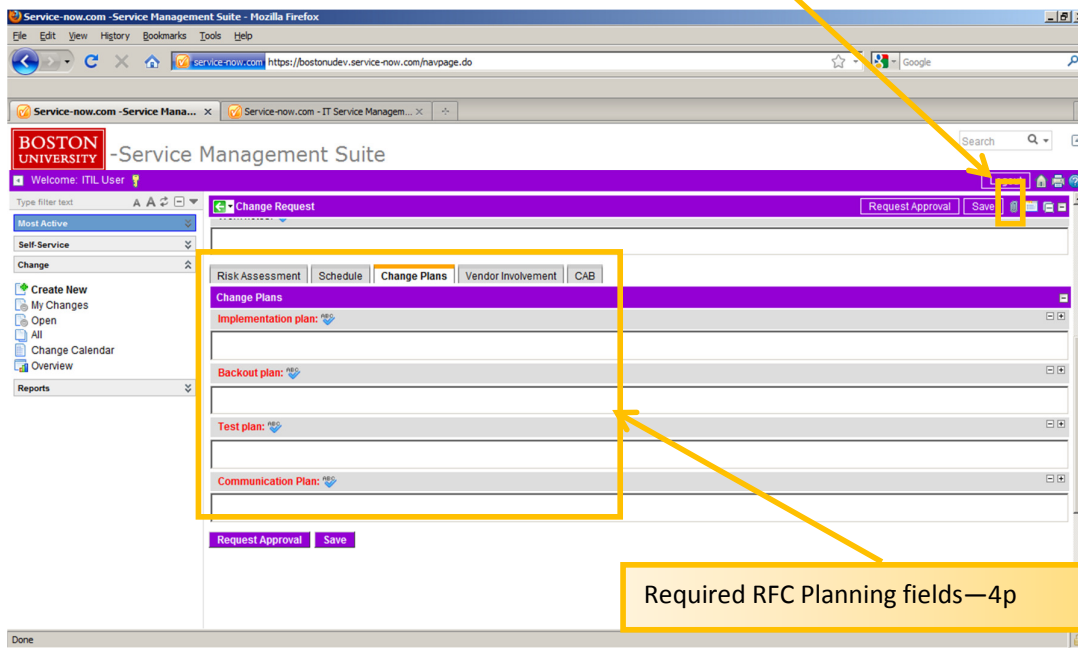 Service-now.com -Service Management Suite - Mozilla Firefox
File Edit View History Bookmarks Tools Help
service-now.com https://bostonudev.service-now.com/navpage.do
Google
Service-now.com -Service Mana...
Service-now.com - IT Service Managem...
BOSTON
UNIVERSITY
-Service Management Suite
Search
Welcome: ITIL User
Type filter text
A A
Change Request
Request Approval Save
Most Active
Self-Service
Change
Create New
My Changes
Open
All
Change Calendar
Overview
Reports
Risk Assessment Schedule Change Plans Vendor Involvement CAB
Change Plans
Implementation plan:
Backout plan:
Test plan:
Communication Plan:
Request Approval Save
Required RFC Planning fields—4p
Done